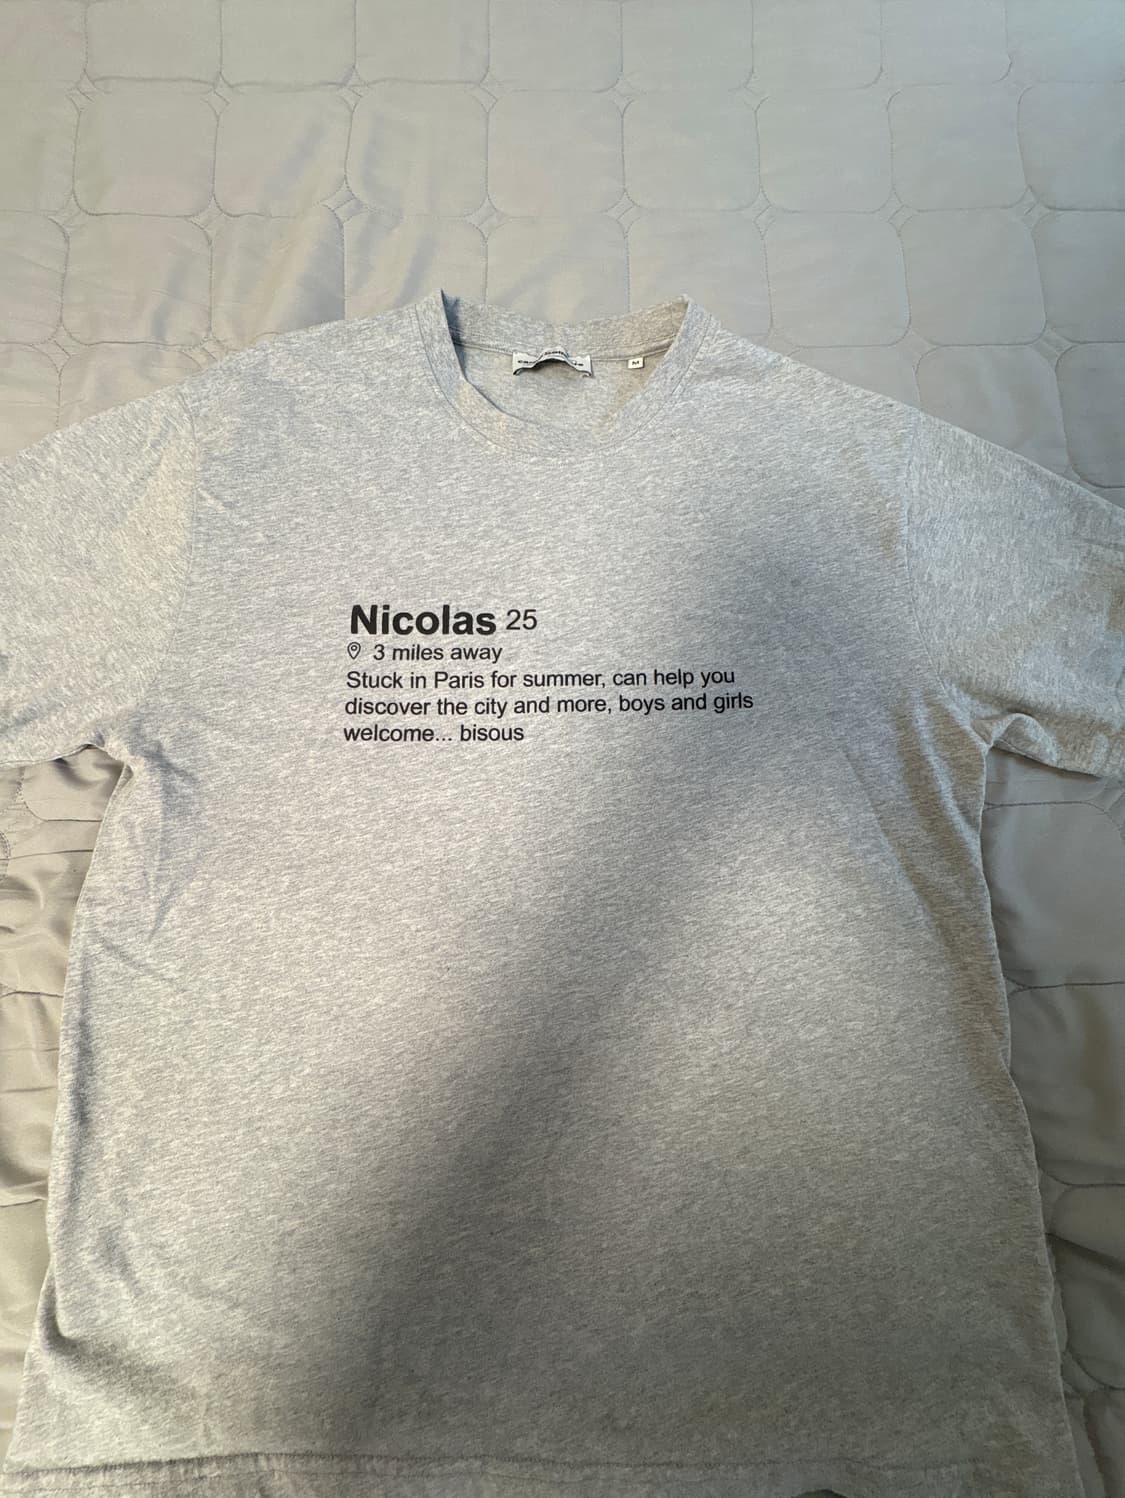 M
Nicolas 25
3 miles away
Stuck in Paris for summer, can help you
discover the city and more, boys and girls
welcome... bisous